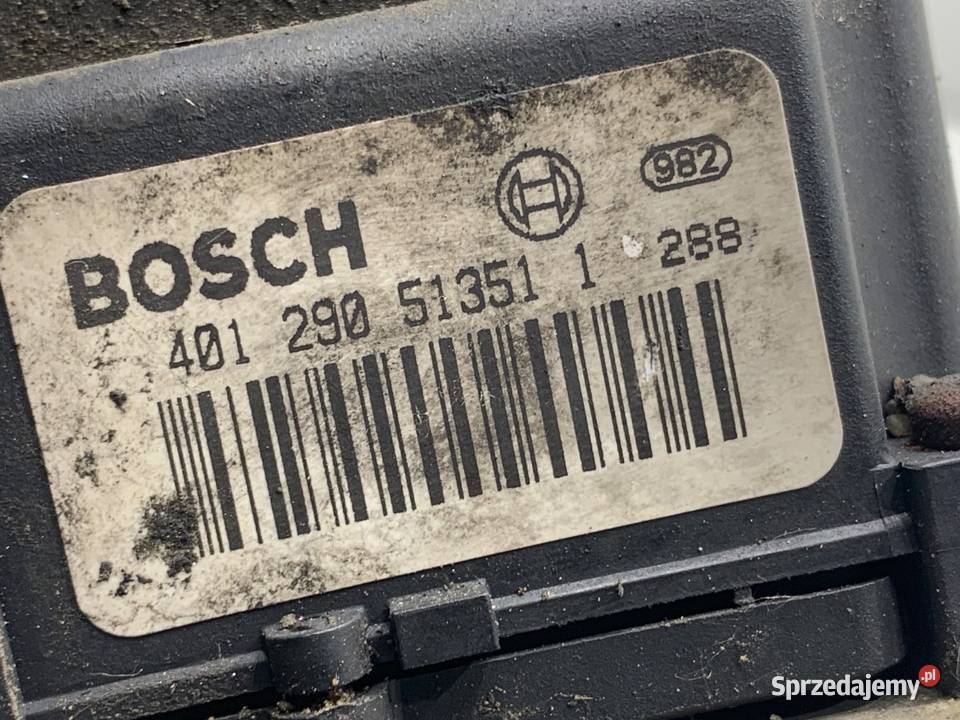 982
BOSCH
401 290 51351 1 288
Sprzedajemy.pl